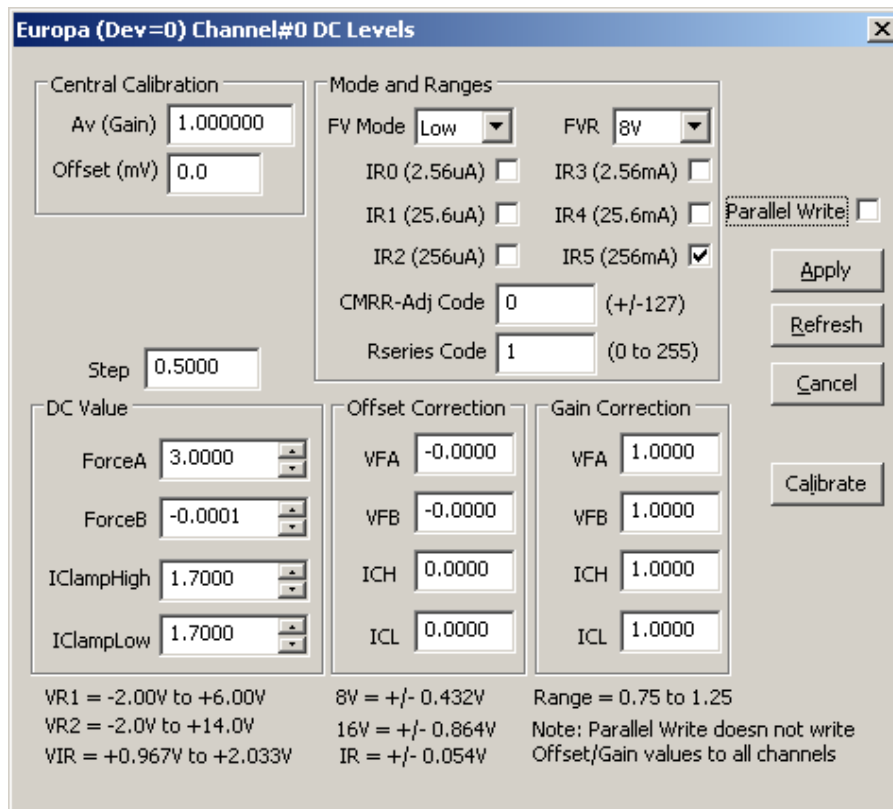 Europa (Dev=0) Channel#0 DC Levels
Central Calibration
Av (Gain) 1.000000
Offset (mV) 0.0
Mode and Ranges
FV Mode Low FVR 8V
IR0 (2.56uA) IR3 (2.56mA)
IR1 (25.6uA) IR4 (25.6mA)
IR2 (256uA) IR5 (256mA)
CMRR-Adj Code 0 (+/-127)
Rseries Code 1 (0 to 255)
Parallel Write
Apply
Refresh
Cancel
Calibrate
Step 0.5000
DC Value
ForceA 3.0000
ForceB -0.0001
IClampHigh 1.7000
IClampLow 1.7000
Offset Correction
VFA -0.0000
VFB -0.0000
ICH 0.0000
ICL 0.0000
Gain Correction
VFA 1.0000
VFB 1.0000
ICH 1.0000
ICL 1.0000
VR1 = -2.00V to +6.00V
VR2 = -2.0V to +14.0V
VIR = +0.967V to +2.033V
8V = +/- 0.432V
16V = +/- 0.864V
IR = +/- 0.054V
Range = 0.75 to 1.25
Note: Parallel Write doesn not write
Offset/Gain values to all channels